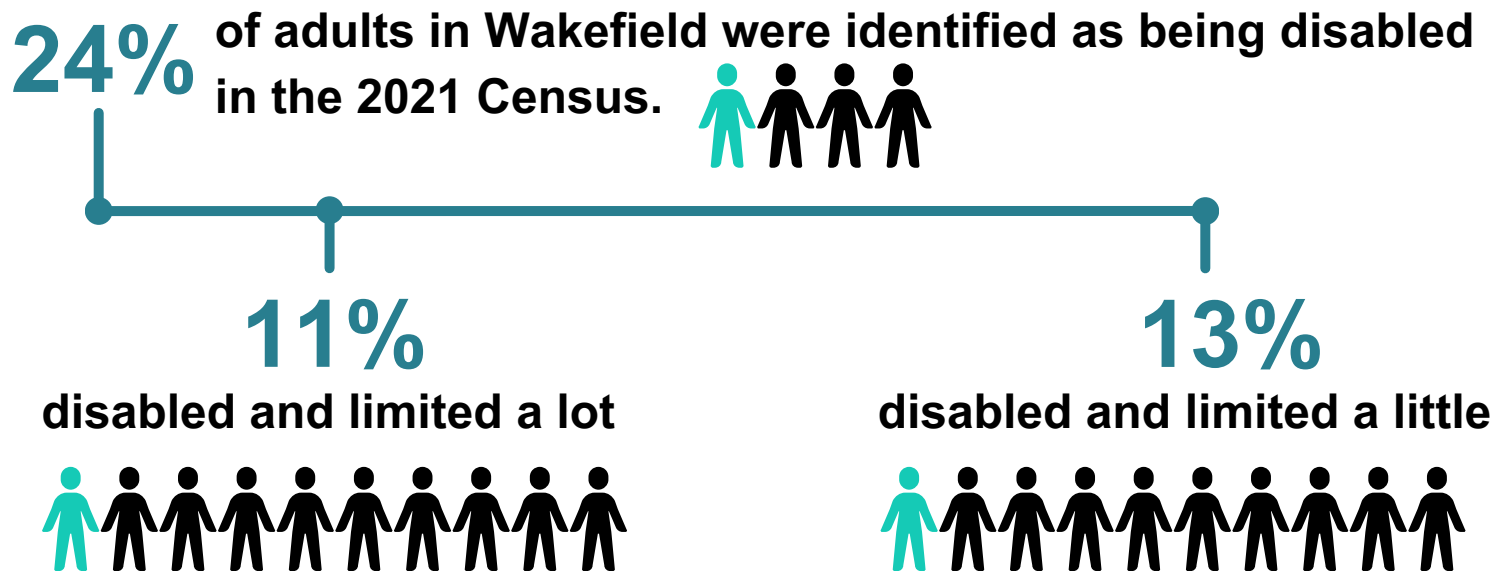 24%
of adults in Wakefield were identified as being disabled
in the 2021 Census.
11%
disabled and limited a lot
13%
disabled and limited a little